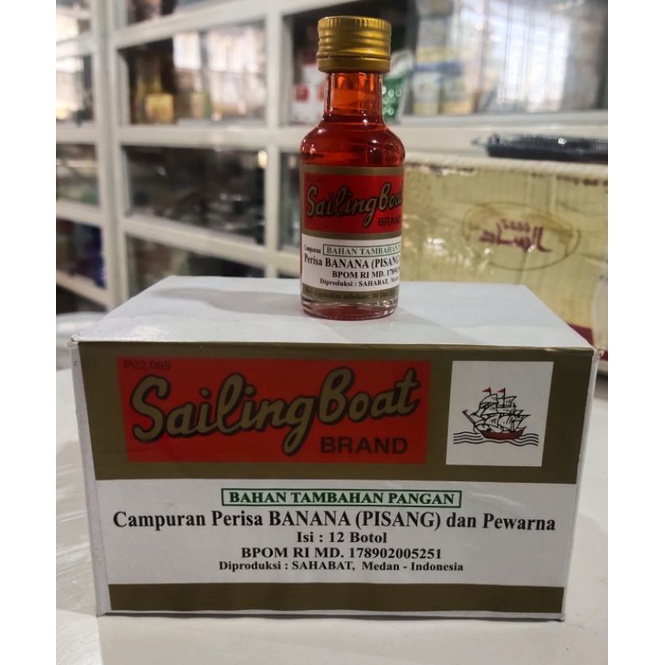 SailingBoat
BRAND
Campuran BAHAN TAMBAHAN
Perisa BANANA (PISANG)
BPOM RI MD.
Diproduksi : SAHABAT,
P02.069
SailingBoat
BRAND
BAHAN TAMBAHAN PANGAN
Campuran Perisa BANANA (PISANG) dan Pewarna
Isi : 12 Botol
BPOM RI MD. 178902005251
Diproduksi : SAHABAT, Medan - Indonesia